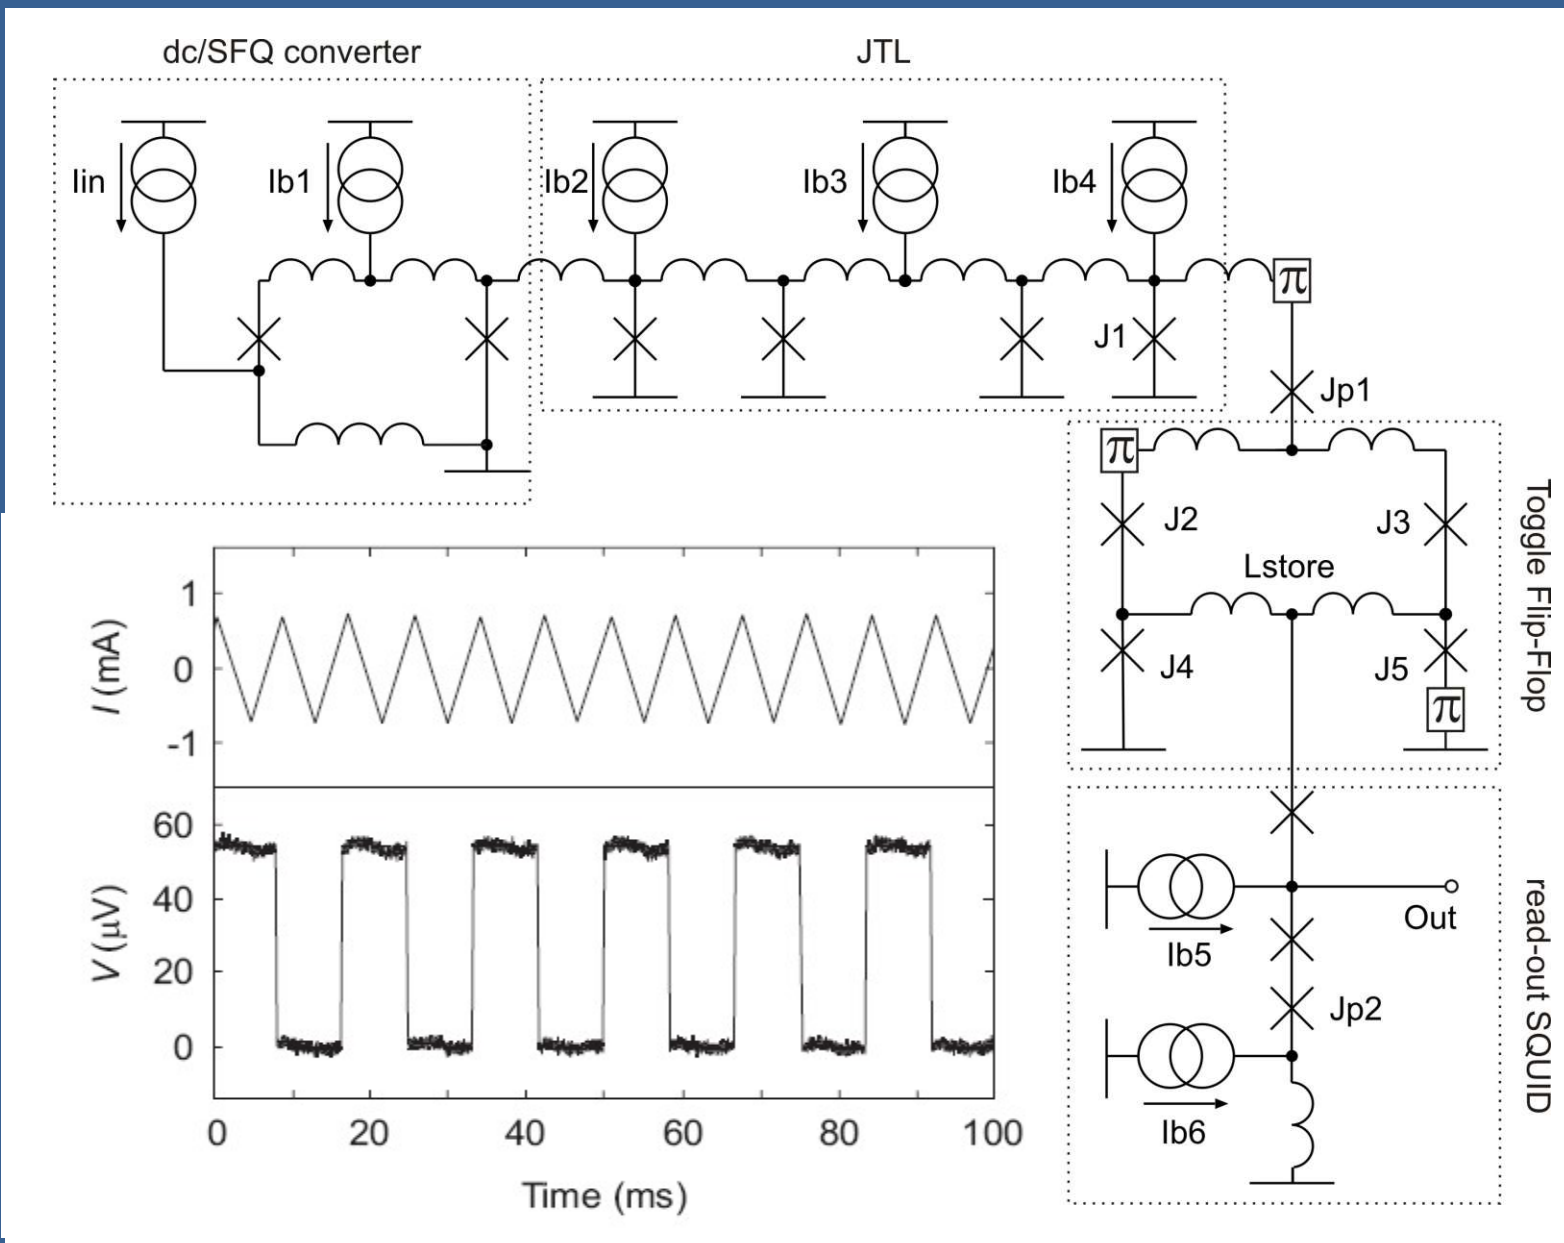 dc/SFQ converter
JTL
Iin
Ib1
Ib2
Ib3
Ib4
π
J1
Jp1
π
J2
J3
Lstore
J4
J5
π
Toggle Flip-Flop
Ib5
Out
Jp2
Ib6
read-out SQUID
I (mA)
1
0
-1
V (μV)
60
40
20
0
0 20 40 60 80 100
Time (ms)